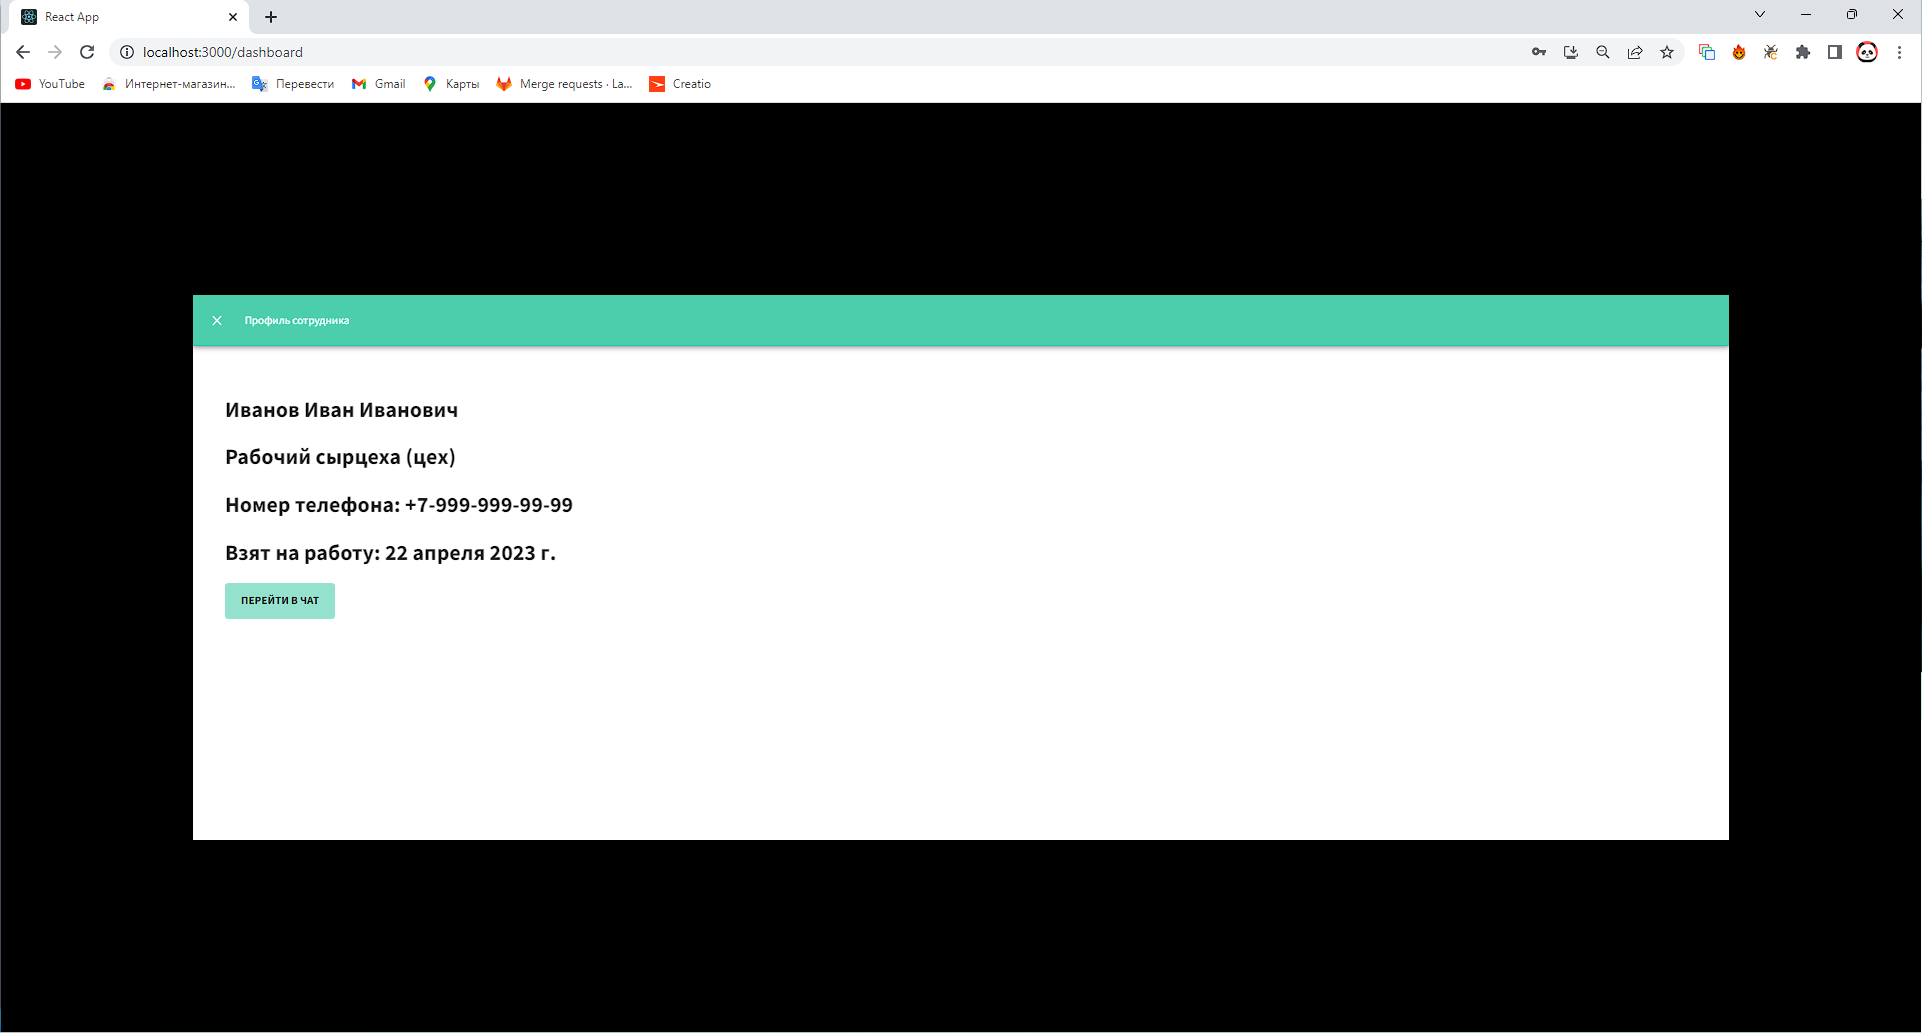 React App
localhost:3000/dashboard
YouTube Интернет-магазин... Перевести Gmail Карты Merge requests · La... Creatio
Профиль сотрудника
Иванов Иван Иванович
Рабочий сырцеха (цех)
Номер телефона: +7-999-999-99-99
Взят на работу: 22 апреля 2023 г.
ПЕРЕЙТИ В ЧАТ